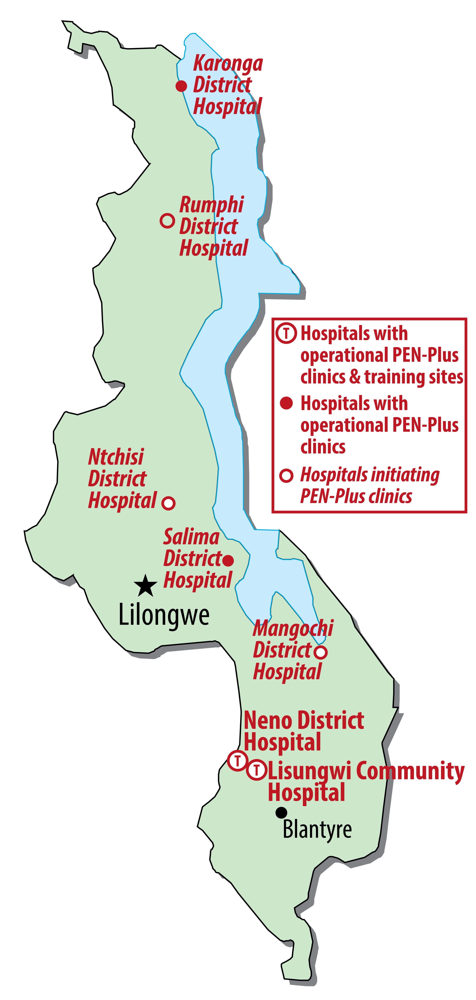 Karonga
District
Hospital
Rumphi
District
Hospital
T Hospitals with
operational PEN-Plus
clinics & training sites
Hospitals with
operational PEN-Plus
clinics
Hospitals initiating
PEN-Plus clinics
Ntchisi
District
Hospital
Salima
District
Hospital
Lilongwe
Mangochi
District
Hospital
Neno District
Hospital
T
T Lisungwi Community
Hospital
Blantyre